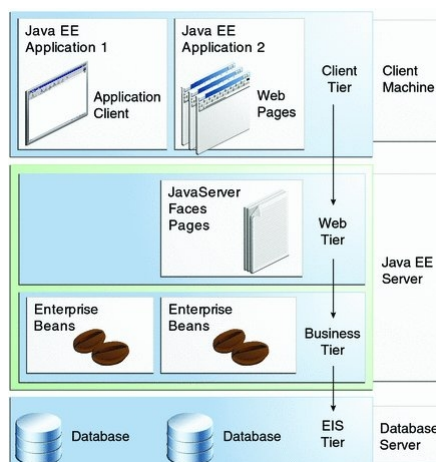 Java EE
Application 1
Java EE
Application 2
Application
Client
Web
Pages
Client
Tier
Client
Machine
JavaServer
Faces
Pages
Web
Tier
Java EE
Server
Enterprise
Beans
Enterprise
Beans
Business
Tier
Database
Database
EIS
Tier
Database
Server